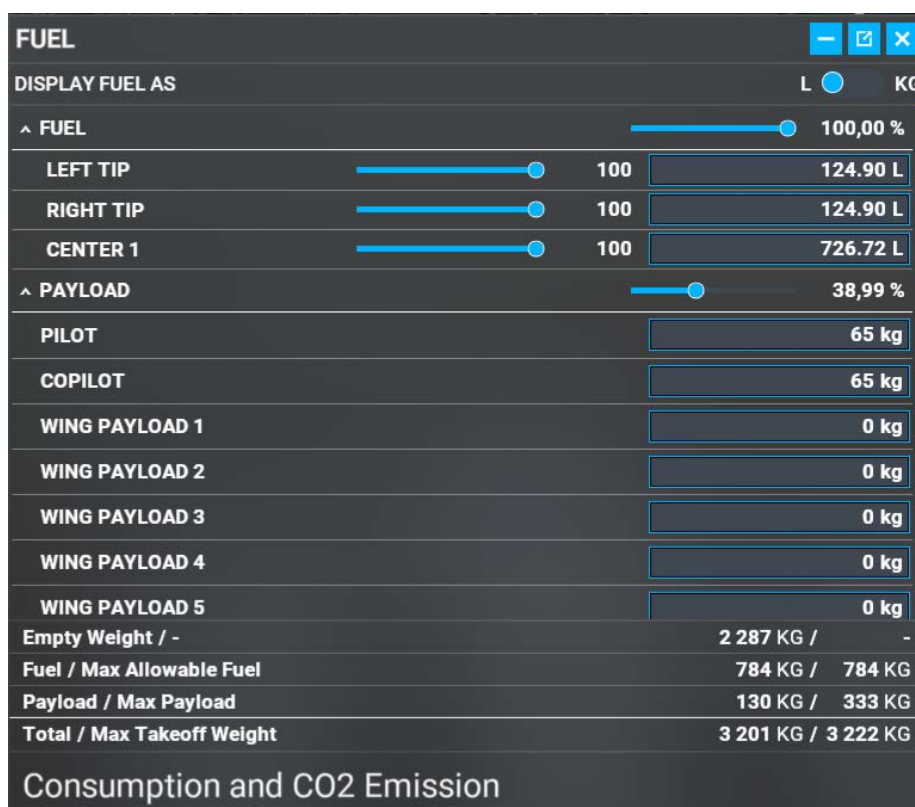 FUEL
DISPLAY FUEL AS L KG
FUEL 100,00 %
LEFT TIP 100 124.90 L
RIGHT TIP 100 124.90 L
CENTER 1 100 726.72 L
PAYLOAD 38,99 %
PILOT 65 kg
COPILOT 65 kg
WING PAYLOAD 1 0 kg
WING PAYLOAD 2 0 kg
WING PAYLOAD 3 0 kg
WING PAYLOAD 4 0 kg
WING PAYLOAD 5 0 kg
Empty Weight / - 2 287 KG / -
Fuel / Max Allowable Fuel 784 KG / 784 KG
Payload / Max Payload 130 KG / 333 KG
Total / Max Takeoff Weight 3 201 KG / 3 222 KG
Consumption and CO2 Emission